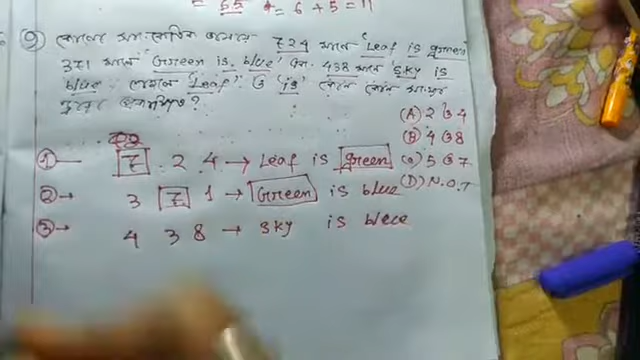 = 55 = 6 + 5 = 11
9) কোনো সাংকেতিক ভাষায় 724 মানে 'Leaf is green'
371 মানে 'Green is blue' এবং 438 মানে 'Sky is
blue' তাহলে 'Leaf' ও 'is' কোন কোন সংখ্যা
দ্বারা
(A) 2 ও 4
(B) 4 ও 8
(C) 5 ও 7
(D) N.O.T
① 7 2 4 → Leaf is green
② → 3 7 1 → Green is blue
③ → 4 3 8 → sky is blue